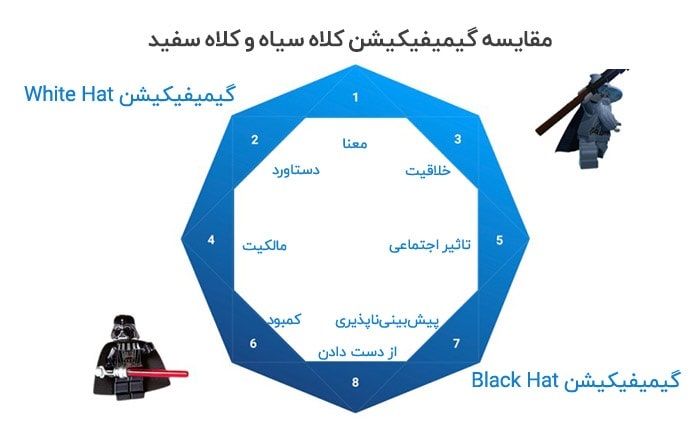 مقایسه گیمیفیکیشن کلاه سیاه و کلاه سفید
گیمیفیکیشن White Hat
1
معنا
2
دستاورد
3
خلاقیت
4
مالکیت
5
تاثیر اجتماعی
6
کمبود
7
پیش‌بینی‌ناپذیری
8
از دست دادن
گیمیفیکیشن Black Hat